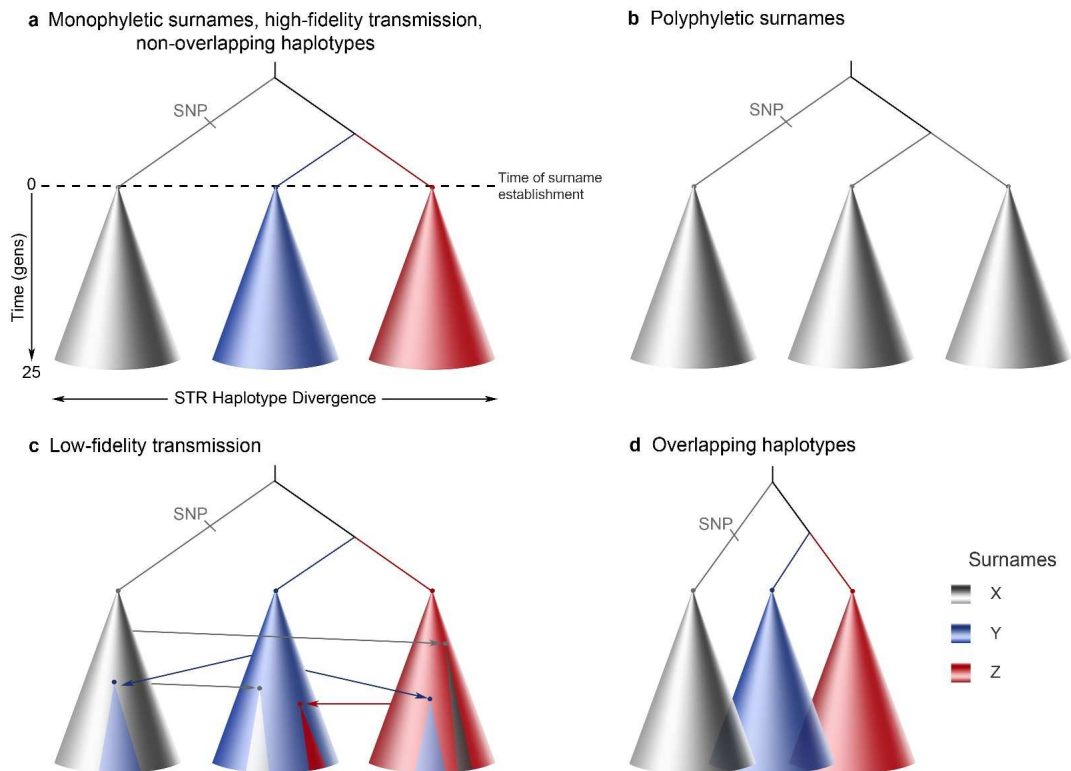 a Monophyletic surnames, high-fidelity transmission,
non-overlapping haplotypes
SNP
0
Time of surname
establishment
Time (gens)
25
STR Haplotype Divergence
b Polyphyletic surnames
SNP
c Low-fidelity transmission
SNP
d Overlapping haplotypes
SNP
Surnames
X
Y
Z